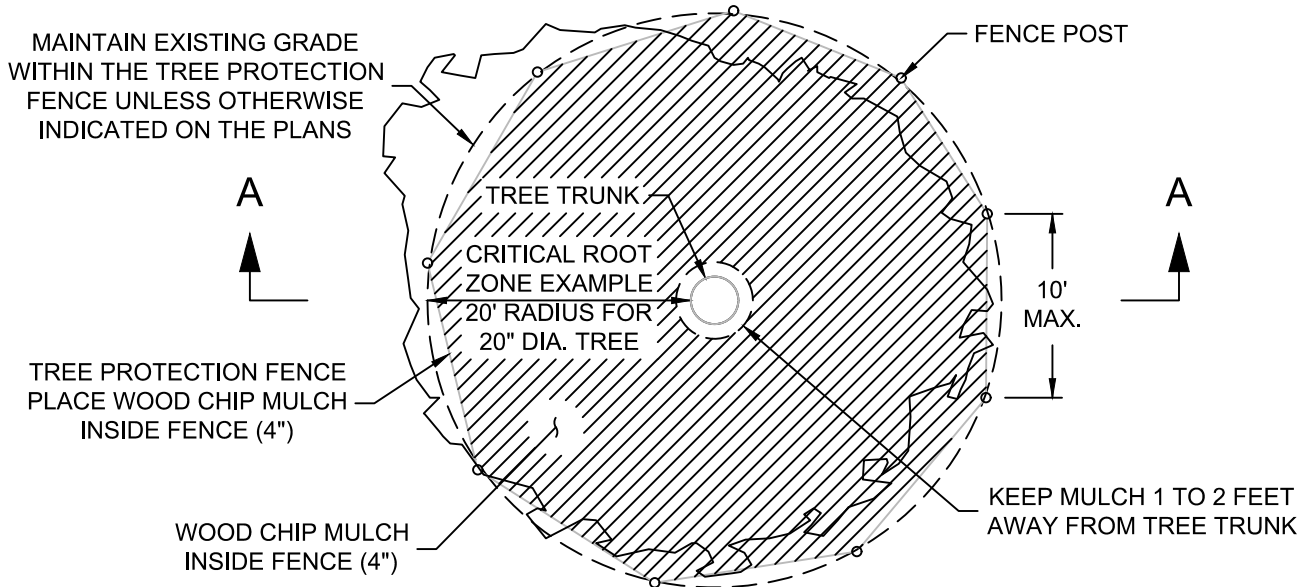 MAINTAIN EXISTING GRADE
WITHIN THE TREE PROTECTION
FENCE UNLESS OTHERWISE
INDICATED ON THE PLANS
FENCE POST
A
A
TREE TRUNK
CRITICAL ROOT
ZONE EXAMPLE
20' RADIUS FOR
20" DIA. TREE
10'
MAX.
TREE PROTECTION FENCE
PLACE WOOD CHIP MULCH
INSIDE FENCE (4")
WOOD CHIP MULCH
INSIDE FENCE (4")
KEEP MULCH 1 TO 2 FEET
AWAY FROM TREE TRUNK